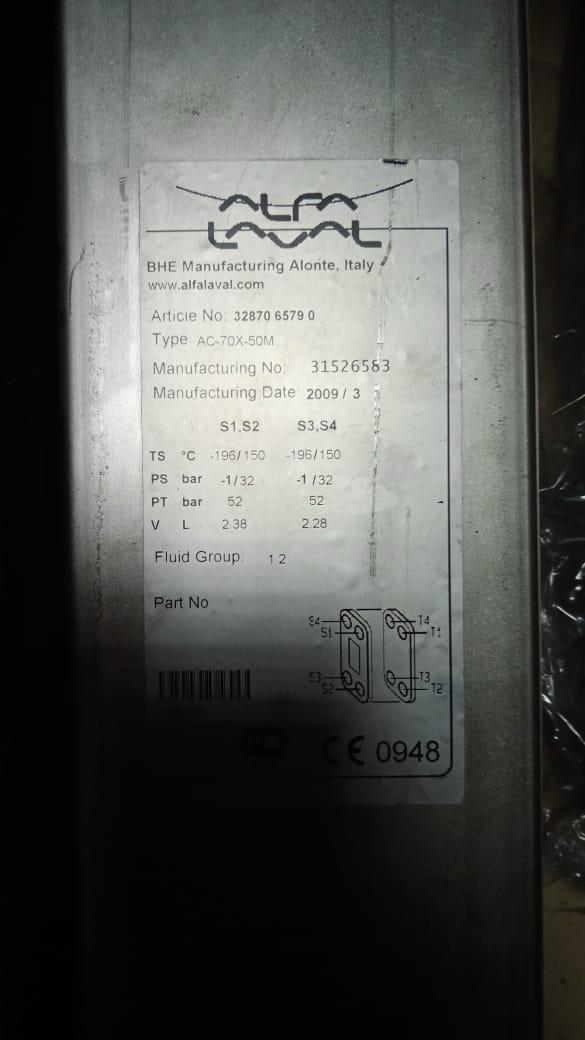 ALFA
LAVAL
BHE Manufacturing Alonte, Italy
www.alfalaval.com
Article No: 32870 6579 0
Type AC-70X-50M
Manufacturing No: 31526583
Manufacturing Date: 2009 / 3
S1,S2 S3,S4
TS °C -196/150 -196/150
PS bar -1/32 -1/32
PT bar 52 52
V L 2.38 2.28
Fluid Group: 1 2
Part No
S4 T4
S1 T1
S3 T3
S2 T2
CE 0948